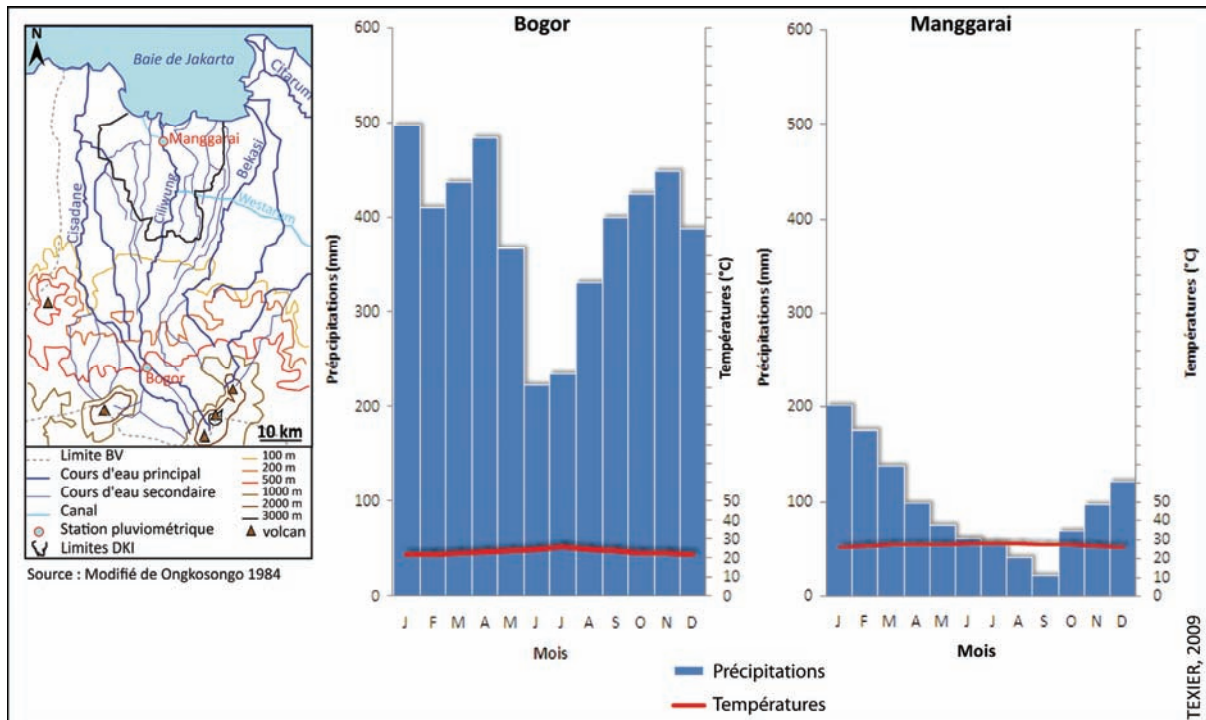 N
Baie de Jakarta
Citarum
Manggarai
Bekasi
Ciliwung
Cisadane
Westarum
Bogor
10 km
Limite BV
Cours d'eau principal
Cours d'eau secondaire
Canal
Station pluviométrique
Limites DKI
100 m
200 m
500 m
1000 m
2000 m
3000 m
volcan
Source : Modifié de Ongkosongo 1984
Bogor
Prépcipitations (mm)
600
500
400
300
200
100
0
Températures (°C)
50
40
30
20
10
0
J F M A M J J A S O N D
Mois
Manggarai
Précipitations (mm)
600
500
400
300
200
100
0
Températures (°C)
50
40
30
20
10
0
J F M A M J J A S O N D
Mois
Précipitations
Températures
TEXIER, 2009